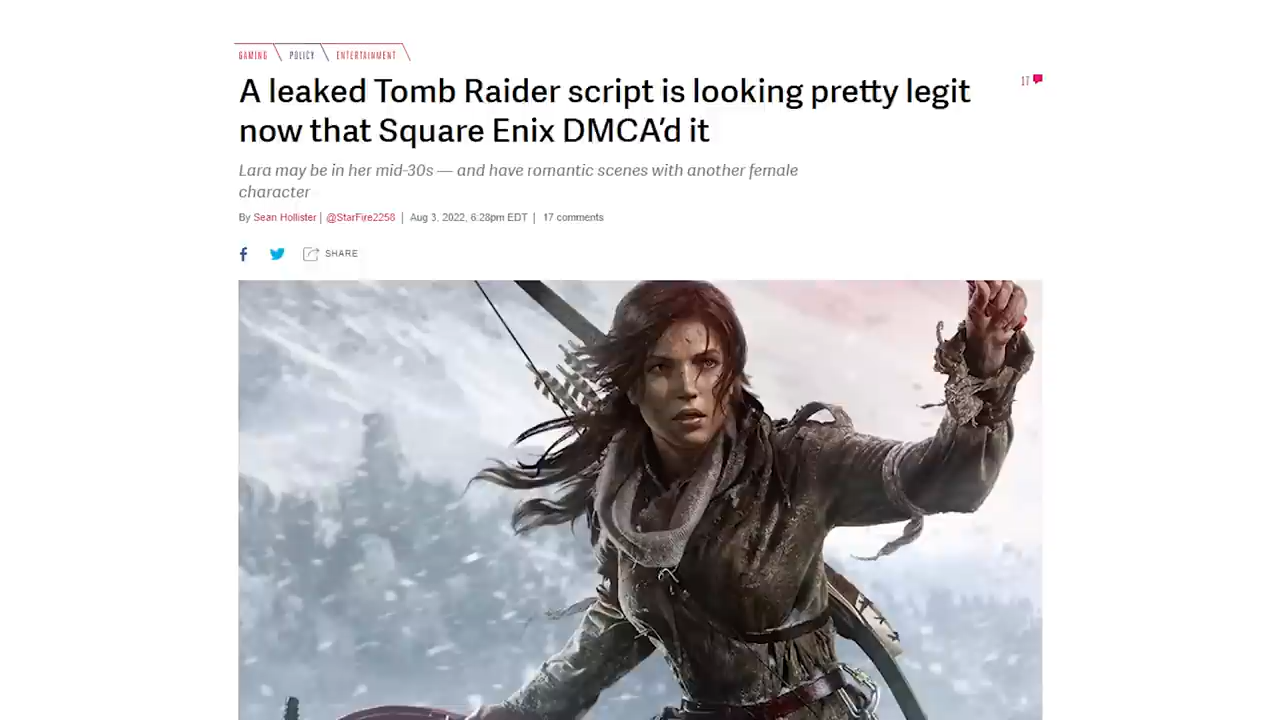 GAMING POLICY ENTERTAINMENT
A leaked Tomb Raider script is looking pretty legit
now that Square Enix DMCA'd it
17
Lara may be in her mid-30s — and have romantic scenes with another female
character
By Sean Hollister | @StarFire2258 | Aug 3, 2022, 6:28pm EDT | 17 comments
SHARE